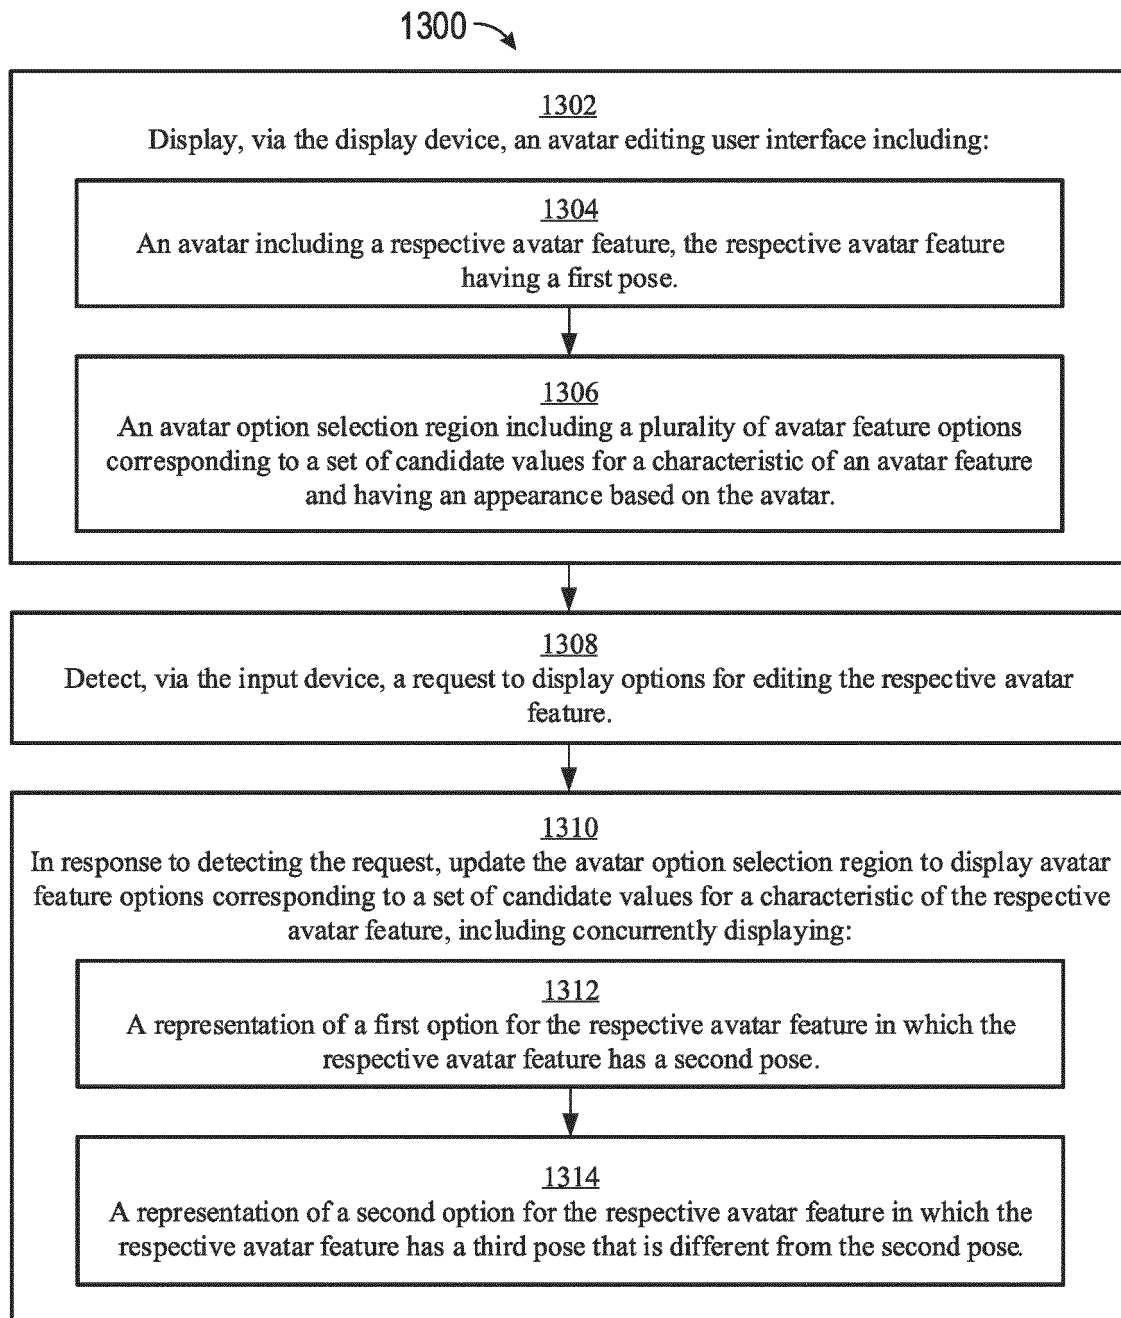 1300
1302
Display, via the display device, an avatar editing user interface including:
1304
An avatar including a respective avatar feature, the respective avatar feature
having a first pose.
1306
An avatar option selection region including a plurality of avatar feature options
corresponding to a set of candidate values for a characteristic of an avatar feature
and having an appearance based on the avatar.
1308
Detect, via the input device, a request to display options for editing the respective avatar
feature.
1310
In response to detecting the request, update the avatar option selection region to display avatar
feature options corresponding to a set of candidate values for a characteristic of the respective
avatar feature, including concurrently displaying:
1312
A representation of a first option for the respective avatar feature in which the
respective avatar feature has a second pose.
1314
A representation of a second option for the respective avatar feature in which the
respective avatar feature has a third pose that is different from the second pose.